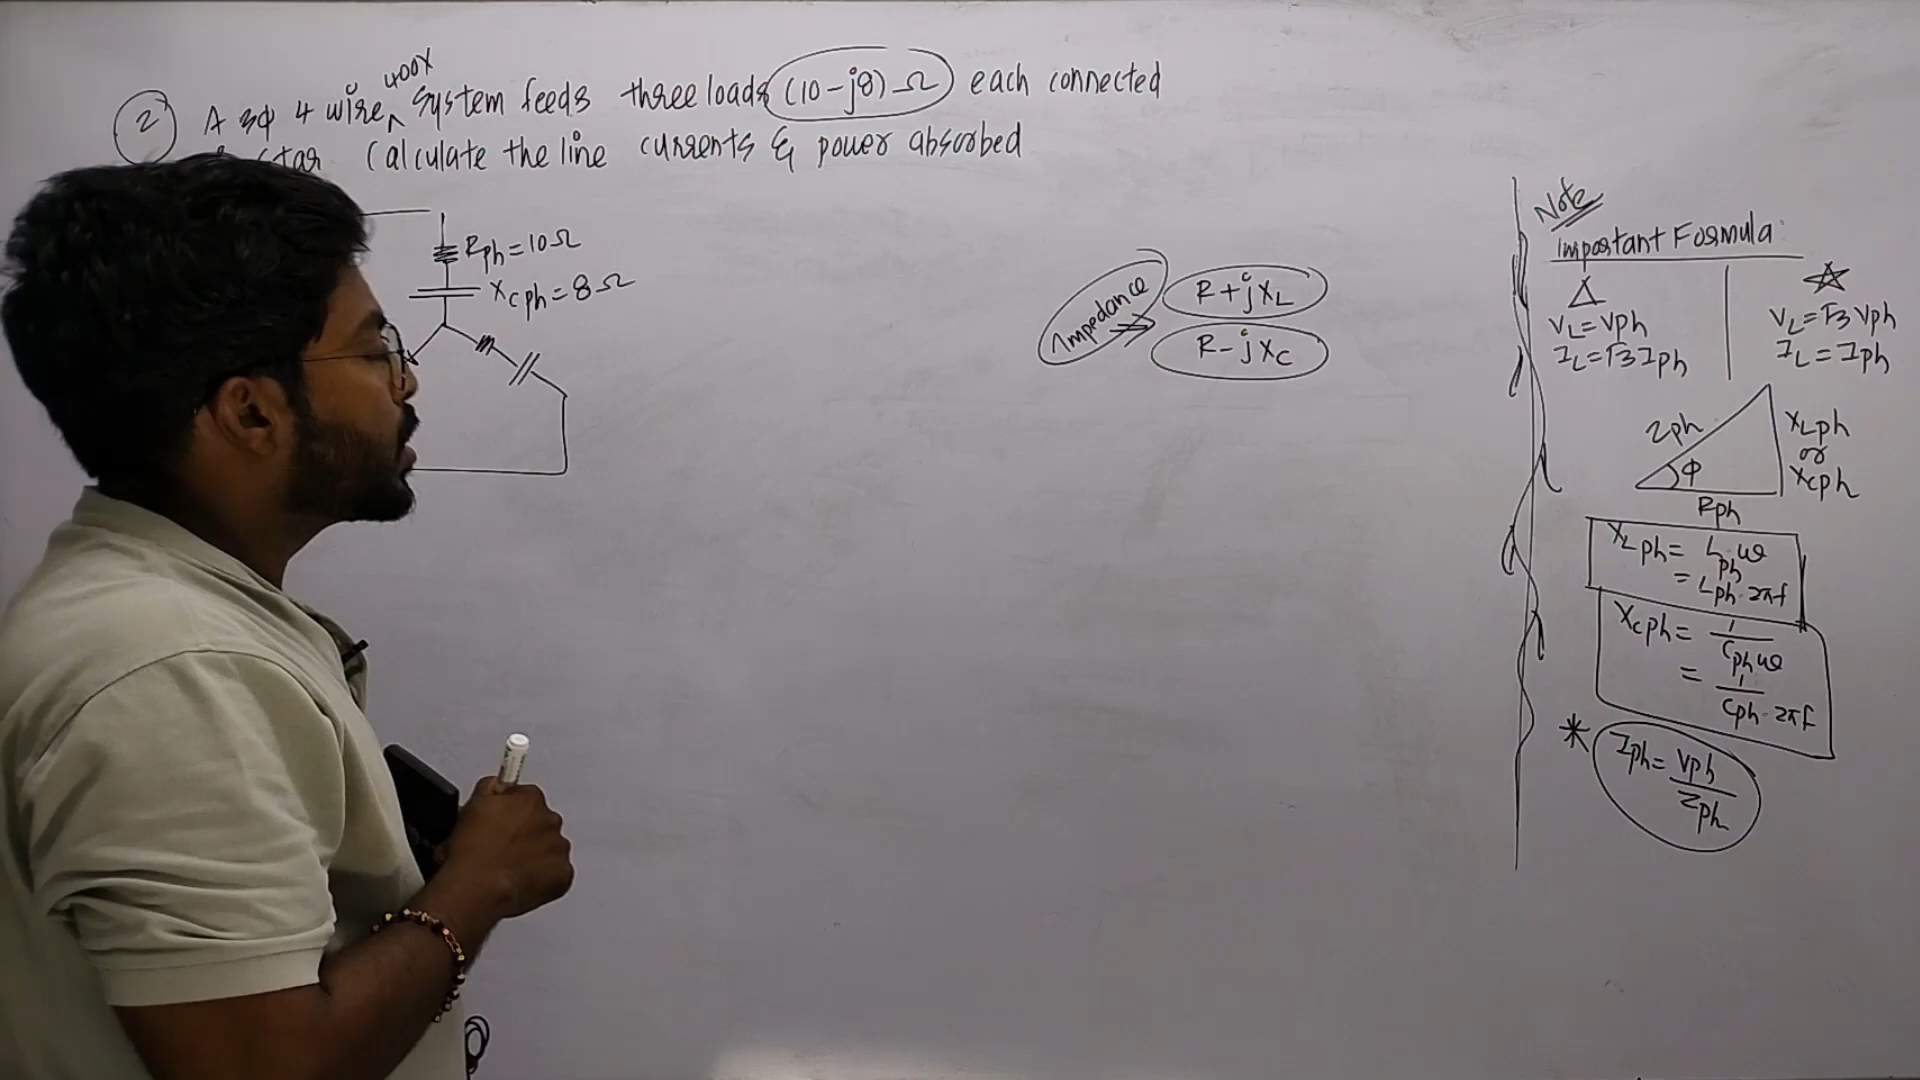 2
400V
A 3ϕ 4 wire ^ system feeds three loads (10-j8)Ω each connected
star Calculate the line currents & power absorbed
Rph=10Ω
Xcph=8Ω
Impedance
R+jXL
R-jXc
Note
Important Formula:
Δ
VL=Vph
IL=√3 Iph
☆
VL=√3 Vph
IL=Iph
Zph
ϕ
Rph
XLph
or
Xcph
XLph= Lph ω
= Lph·2πf
Xcph= 1/Cph ω
= 1/Cph·2πf
* Iph= Vph/Zph